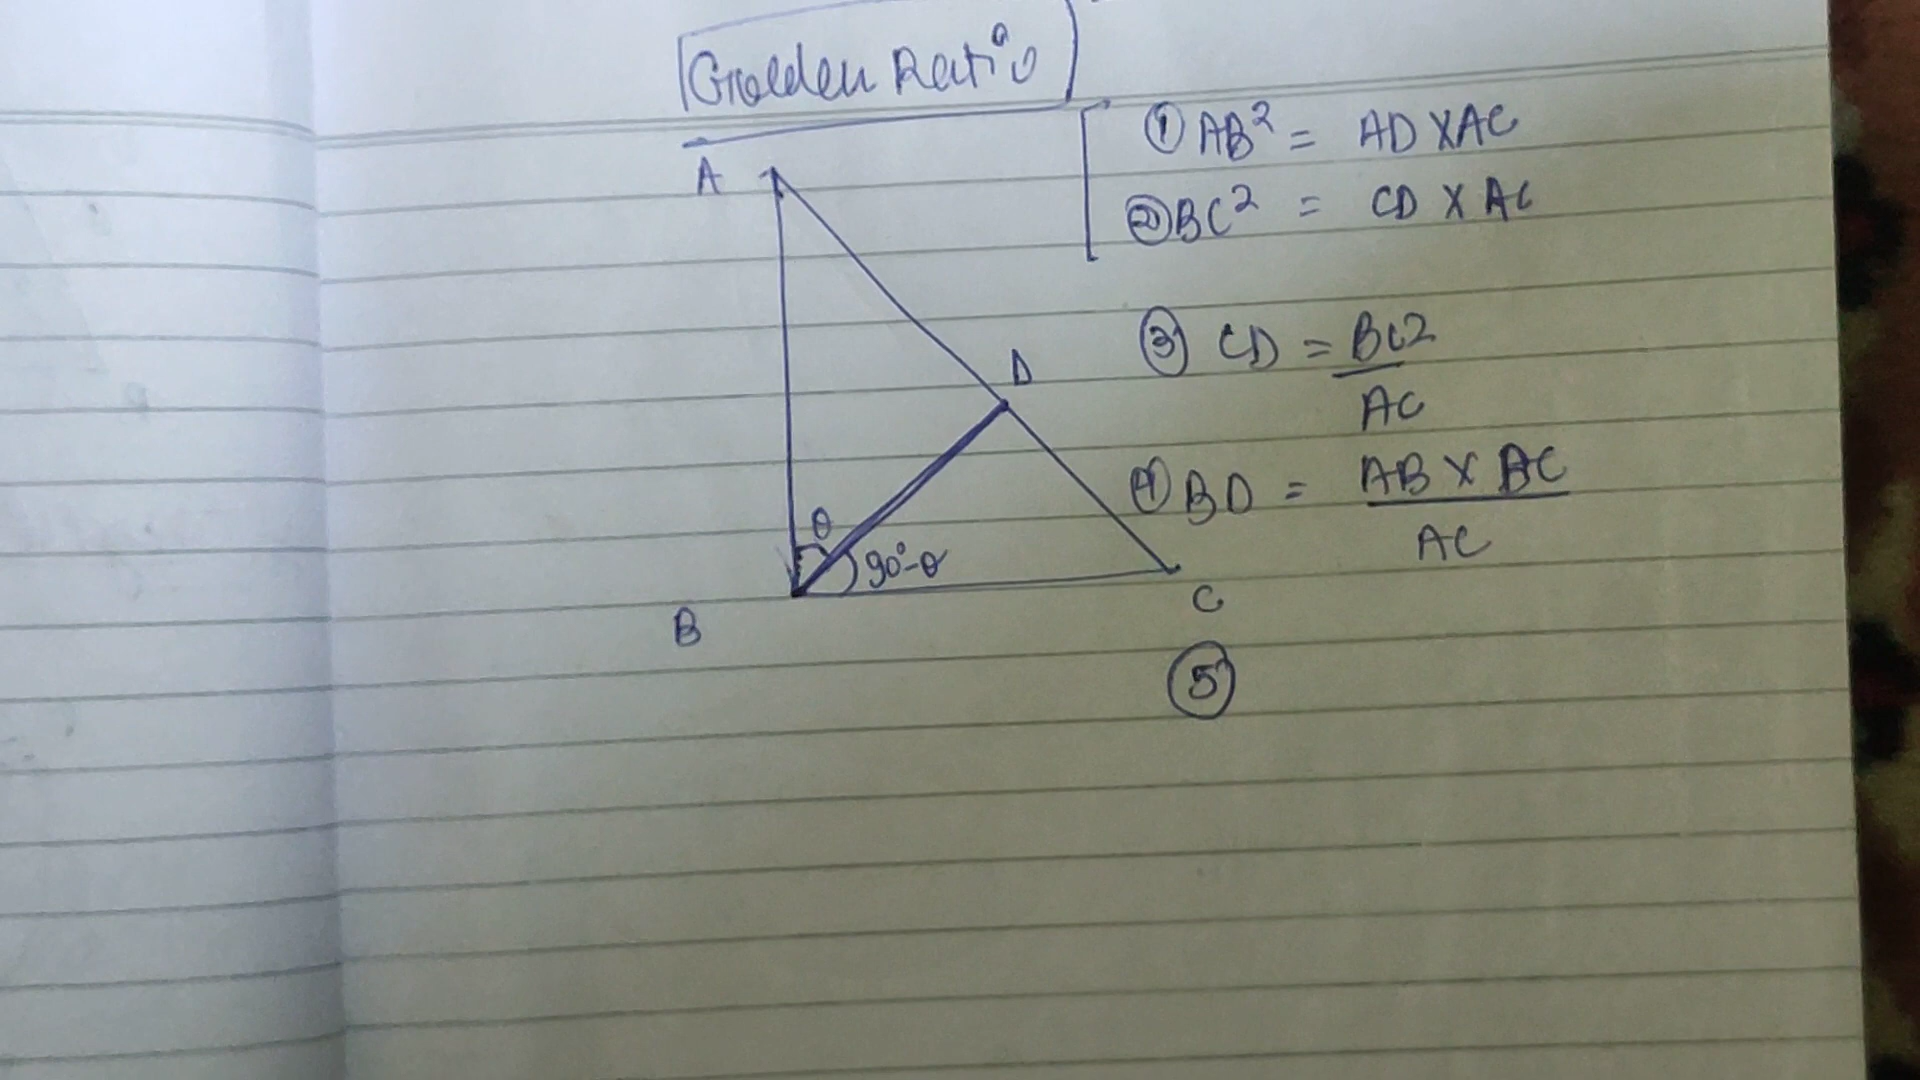 Golden Ratio
① AB² = AD X AC
② BC² = CD X AC
A
③ CD = BC2
AC
D
④ BD = AB X BC
AC
θ
90°-θ
C
B
⑤